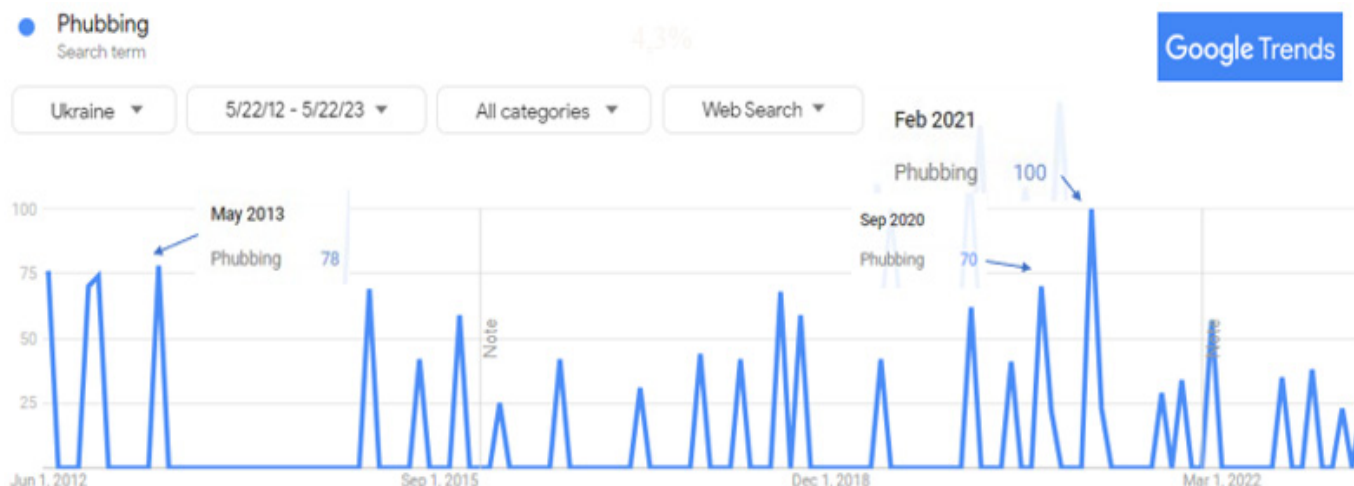 Phubbing
Search term
4,3%
Google Trends
Ukraine
5/22/12 - 5/22/23
All categories
Web Search
Feb 2021
Phubbing 100
May 2013
Phubbing 78
Sep 2020
Phubbing 70
100
75
50
25
Note
Note
Jun 1, 2012
Sep 1, 2015
Dec 1, 2018
Mar 1, 2022